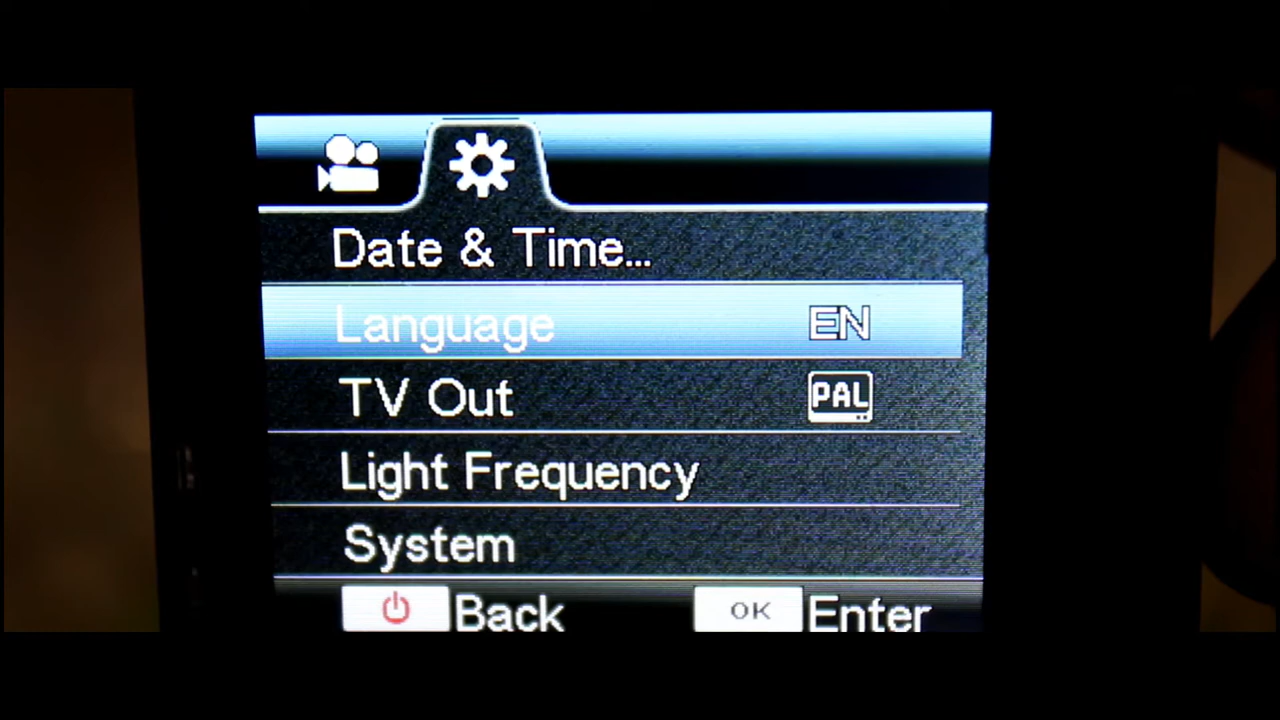 Date & Time...
Language EN
TV Out PAL
Light Frequency
System
Back OK Enter